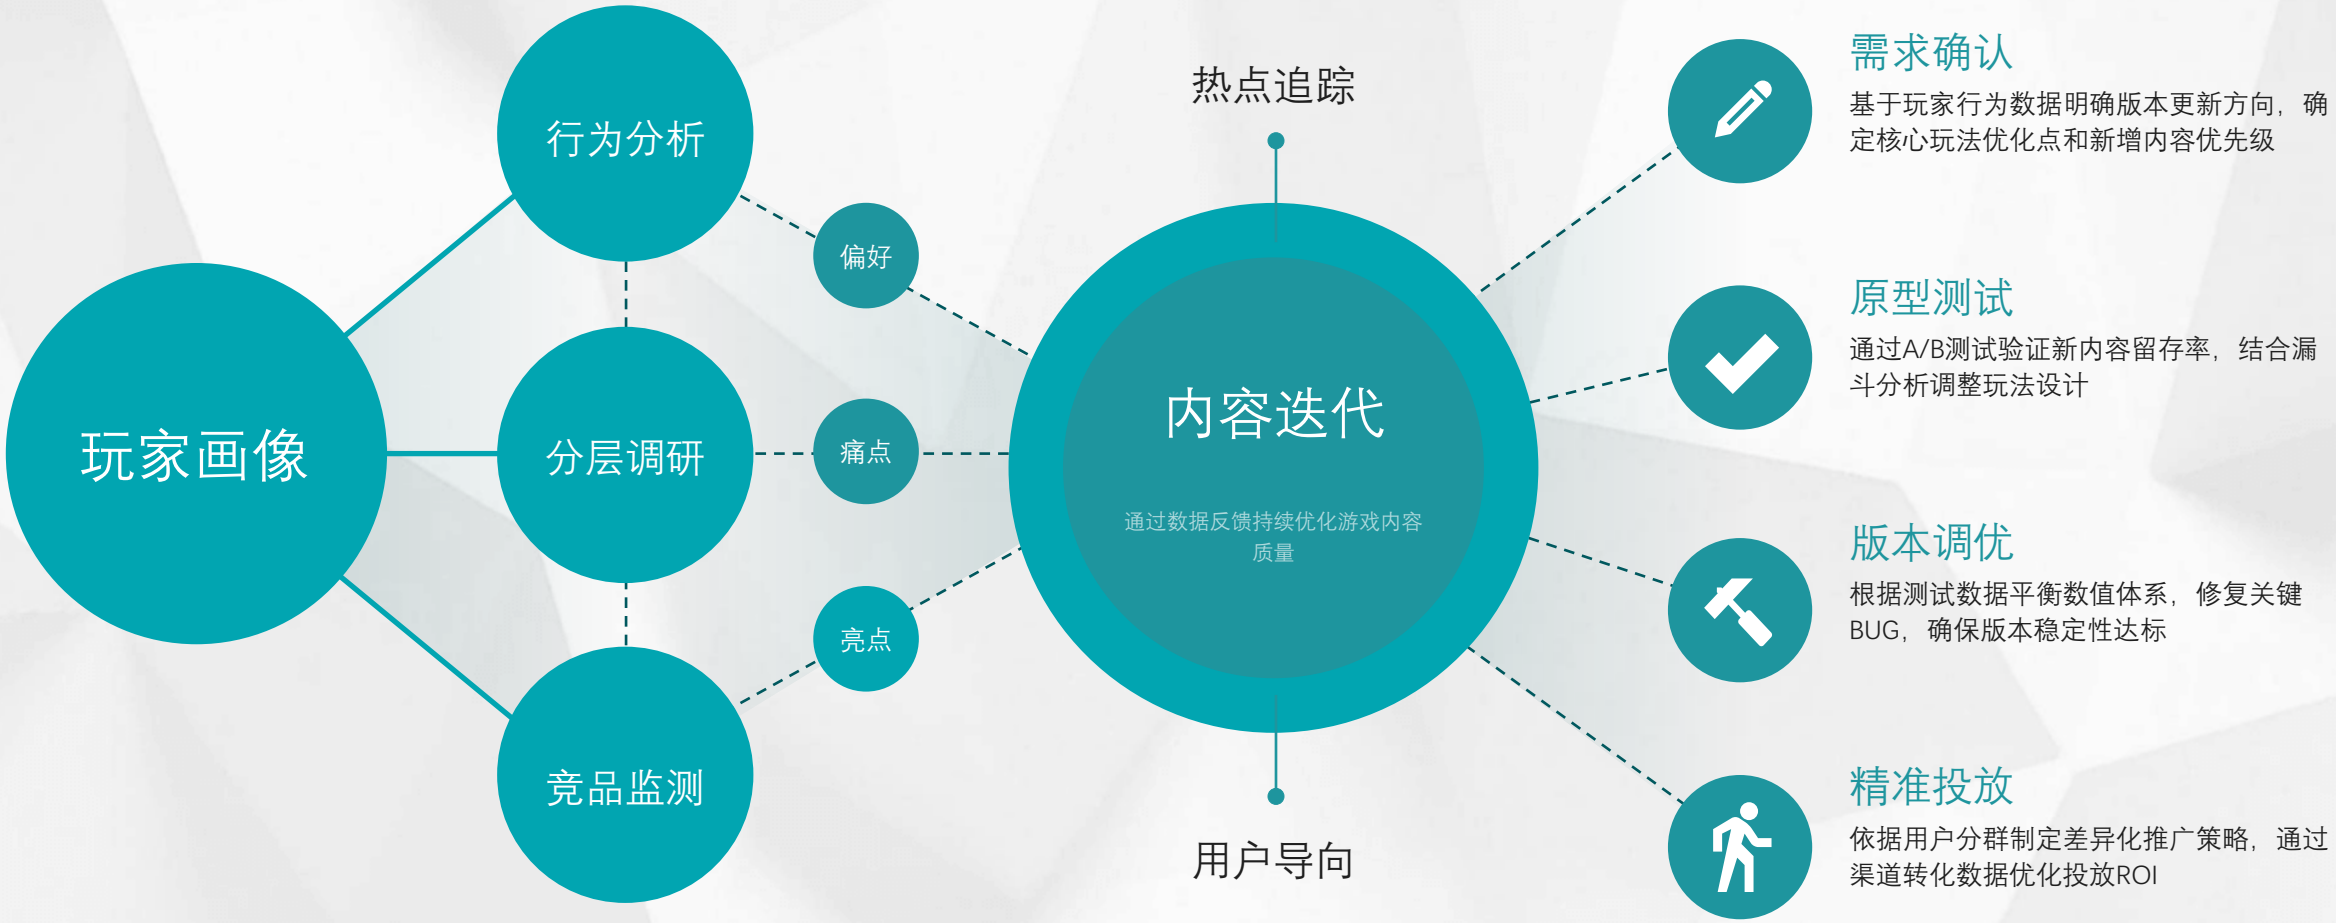 玩家画像
行为分析
分层调研
竞品监测
偏好
痛点
亮点
热点追踪
内容迭代
通过数据反馈持续优化游戏内容
质量
用户导向
需求确认
基于玩家行为数据明确版本更新方向，确
定核心玩法优化点和新增内容优先级
原型测试
通过A/B测试验证新内容留存率，结合漏
斗分析调整玩法设计
版本调优
根据测试数据平衡数值体系，修复关键
BUG，确保版本稳定性达标
精准投放
依据用户分群制定差异化推广策略，通过
渠道转化数据优化投放ROI